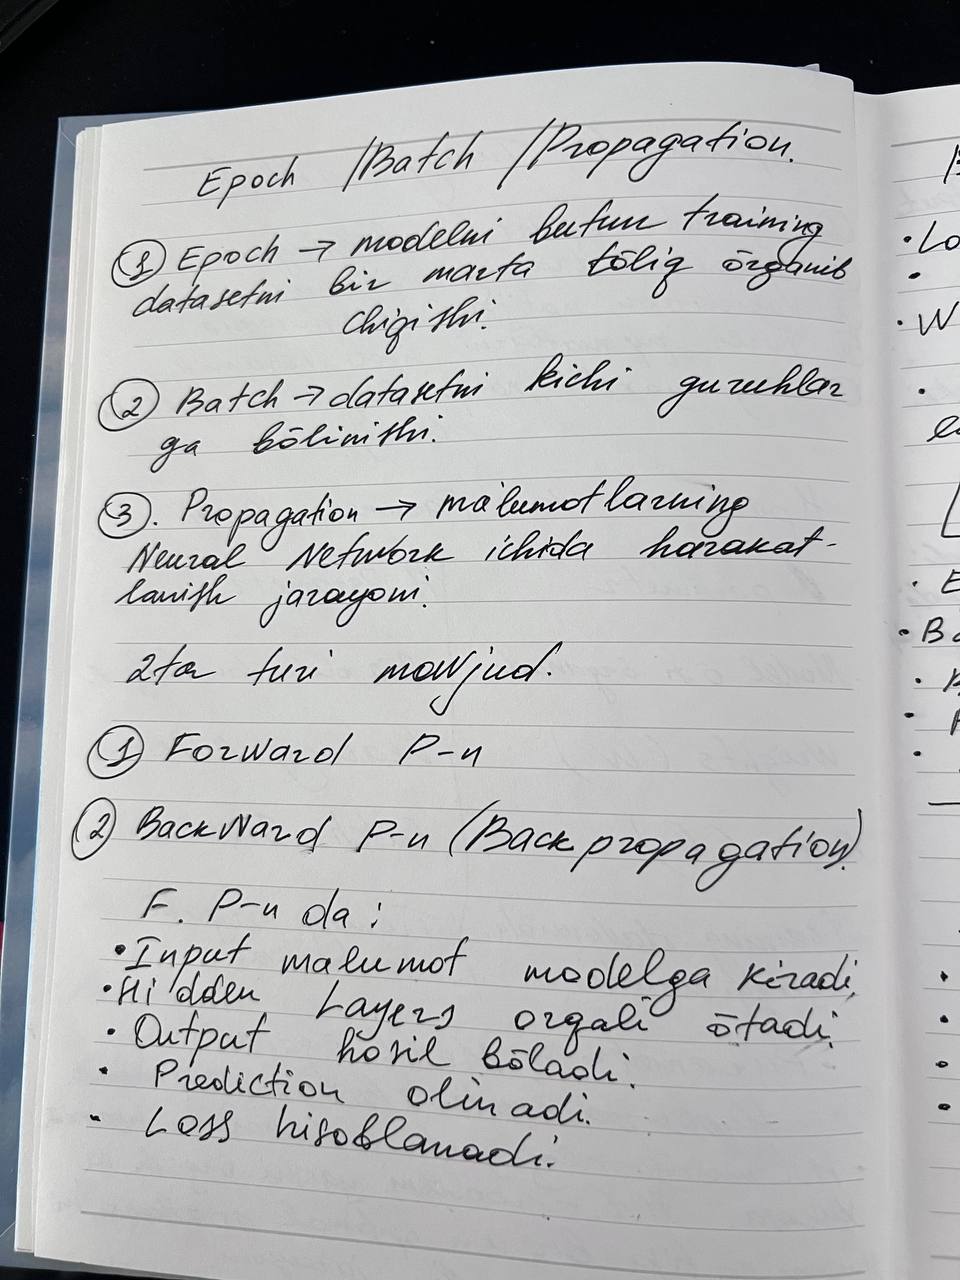 Epoch /Batch /Propagation.
① Epoch → modelni butun training
datasetni bir marta tōliq ōrganib
chiqishi.
② Batch → datasetni kichi guruhlar
ga bōlinishi.
③. Propagation → ma'lumotlarning
Neural Network ichida harakat-
lanish jarayoni.
2ta turi mavjud.
① Forward P-n
② Backward P-n (Backpropagation).
F. P-n da:
• Input malumot modelga kiradi.
• Hidden Layers orqali ōtadi.
• Output hosil bōladi.
• Prediction olinadi.
• Loss hisoblanadi.